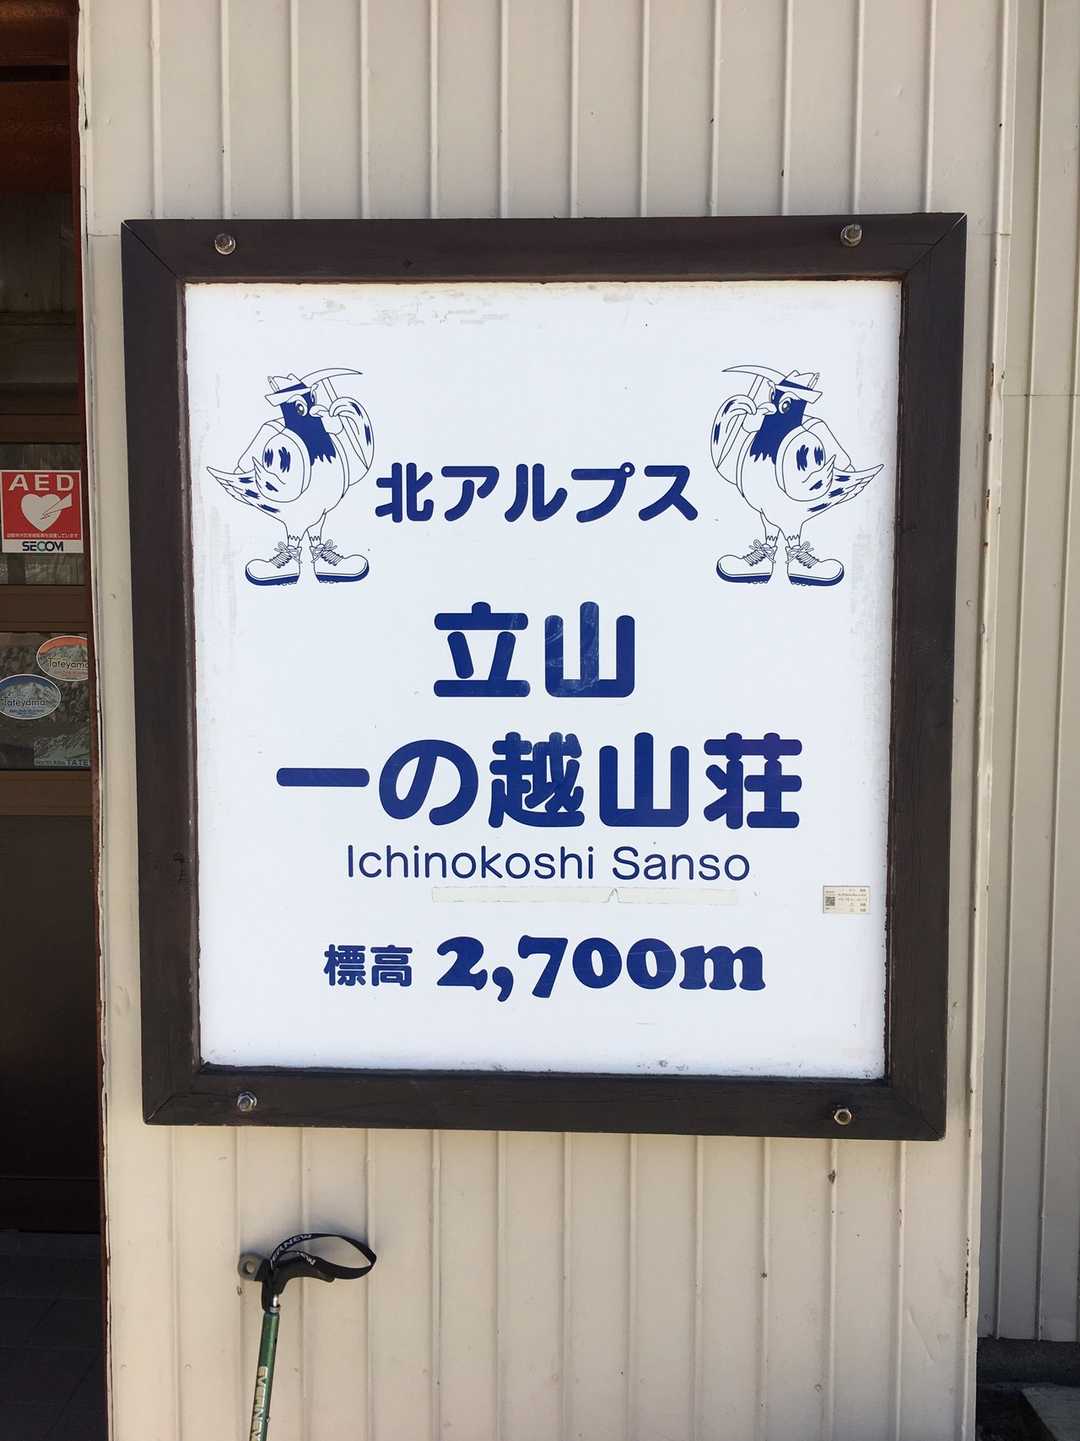 北アルプス
立山
一の越山荘
Ichinokoshi Sanso
標高 2,700m
AED
SECOM
Tateyama
Tateyama